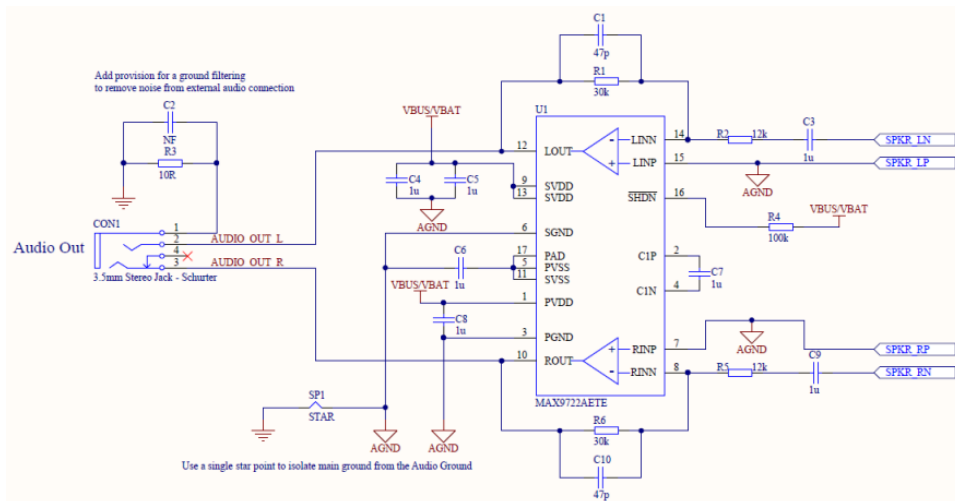 C1
47p
R1
30k
Add provision for a ground filtering
to remove noise from external audio connection
C2
NF
R3
10R
VBUS/VBAT
U1
12
LOUT
LINN
14
R2
12k
C3
1u
SPKR_LN
LINP
15
SPKR_LP
AGND
C4
1u
C5
1u
9
SVDD
13
SVDD
SHDN
16
VBUS/VBAT
R4
100k
AGND
CON1
Audio Out
1
2
4
3
AUDIO OUT L
AUDIO OUT R
3.5mm Stereo Jack - Schurter
6
SGND
C6
1u
17
PAD
5
PVSS
11
SVSS
C1P
2
C7
1u
C1N
4
VBUS/VBAT
1
PVDD
C8
1u
3
PGND
10
ROUT
RINP
7
AGND
SPKR_RP
RINN
8
R5
12k
C9
1u
SPKR_RN
MAX9722AETE
SP1
STAR
AGND
AGND
R6
30k
C10
47p
Use a single star point to isolate main ground from the Audio Ground